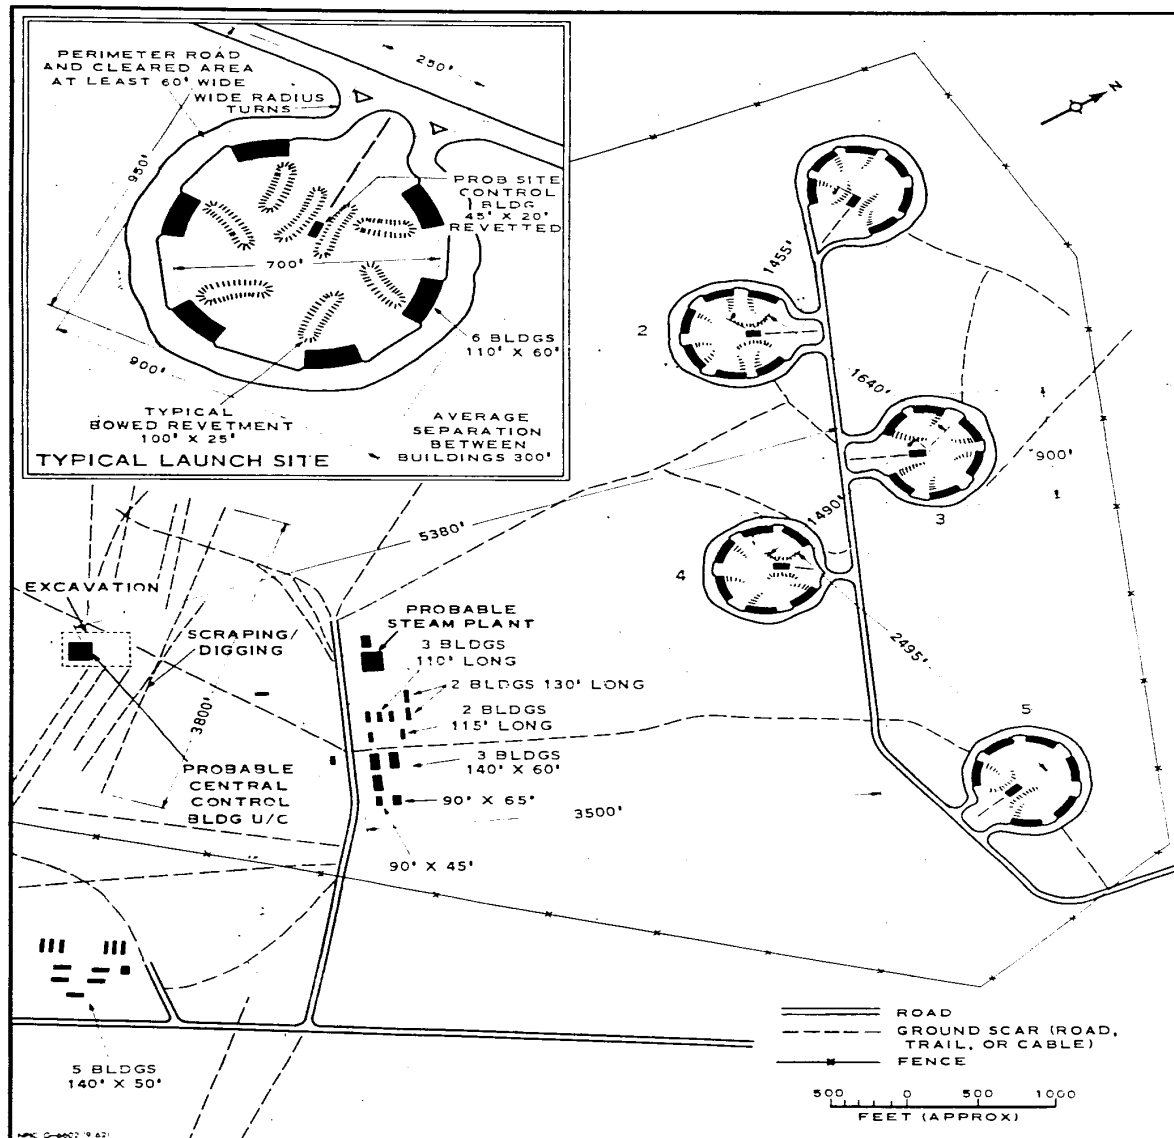 PERIMETER ROAD
AND CLEARED AREA
AT LEAST 60' WIDE
WIDE RADIUS
TURNS
250'
950'
PROB SITE
CONTROL
BLDG
45' X 20'
REVETTED
700'
900'
6 BLDGS
110' X 60'
TYPICAL
BOWED REVETMENT
100' X 25'
AVERAGE
SEPARATION
BETWEEN
BUILDINGS 300'
TYPICAL LAUNCH SITE
N
1455'
2
1640'
900'
3
1490'
4
5380'
2495'
5
EXCAVATION
SCRAPING/
DIGGING
3800'
PROBABLE
STEAM PLANT
3 BLDGS
110' LONG
2 BLDGS 130' LONG
2 BLDGS
115' LONG
3 BLDGS
140' X 60'
90' X 65'
90' X 45'
3500'
PROBABLE
CENTRAL
CONTROL
BLDG U/C
5 BLDGS
140' X 50'
ROAD
GROUND SCAR (ROAD,
TRAIL, OR CABLE)
FENCE
500 0 500 1000
FEET (APPROX)